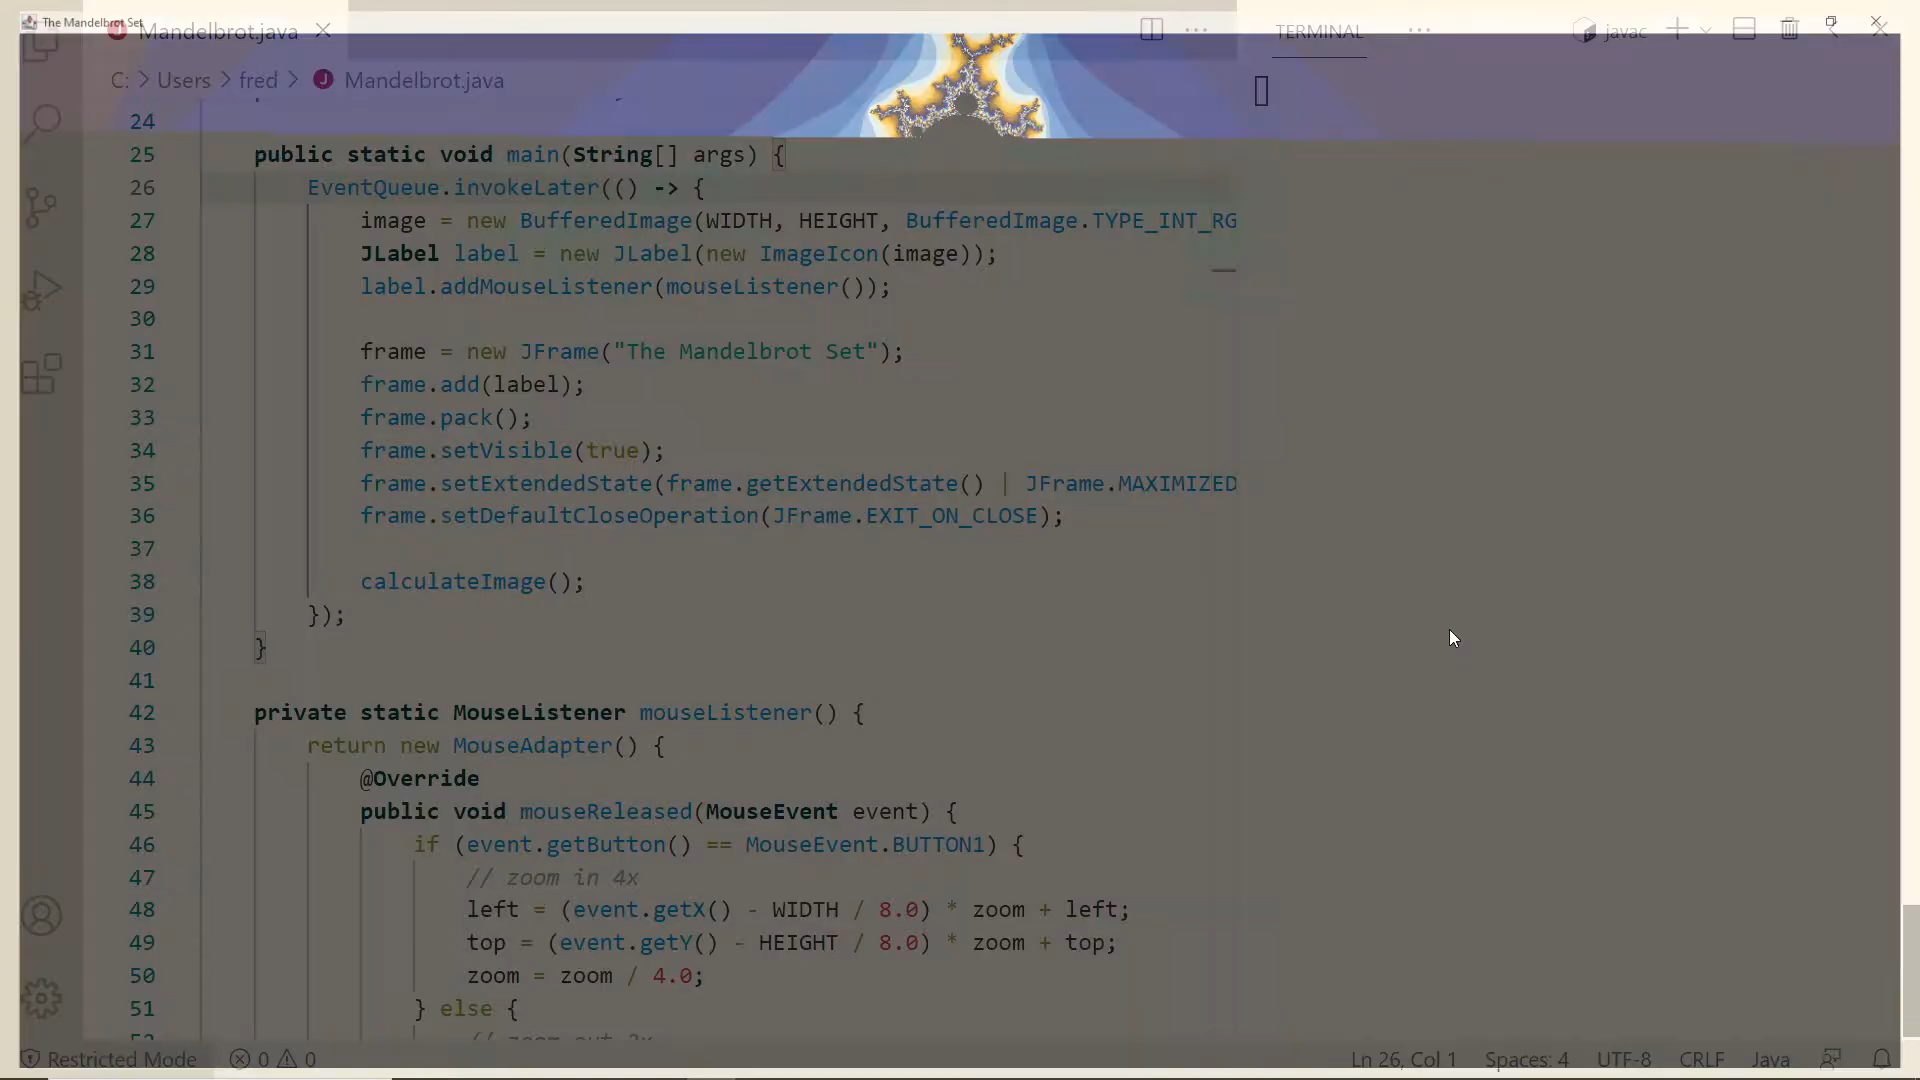 The Mandelbrot Set
Mandelbrot.java
TERMINAL
javac
C: > Users > fred > Mandelbrot.java
24
25 public static void main(String[] args) {
26 EventQueue.invokeLater(() -> {
27 image = new BufferedImage(WIDTH, HEIGHT, BufferedImage.TYPE_INT_RG
28 JLabel label = new JLabel(new ImageIcon(image));
29 label.addMouseListener(mouseListener());
30
31 frame = new JFrame("The Mandelbrot Set");
32 frame.add(label);
33 frame.pack();
34 frame.setVisible(true);
35 frame.setExtendedState(frame.getExtendedState() | JFrame.MAXIMIZED
36 frame.setDefaultCloseOperation(JFrame.EXIT_ON_CLOSE);
37
38 calculateImage();
39 });
40 }
41
42 private static MouseListener mouseListener() {
43 return new MouseAdapter() {
44 @Override
45 public void mouseReleased(MouseEvent event) {
46 if (event.getButton() == MouseEvent.BUTTON1) {
47 // zoom in 4x
48 left = (event.getX() - WIDTH / 8.0) * zoom + left;
49 top = (event.getY() - HEIGHT / 8.0) * zoom + top;
50 zoom = zoom / 4.0;
51 } else {
Restricted Mode 0 0 Ln 26, Col 1 Spaces: 4 UTF-8 CRLF Java